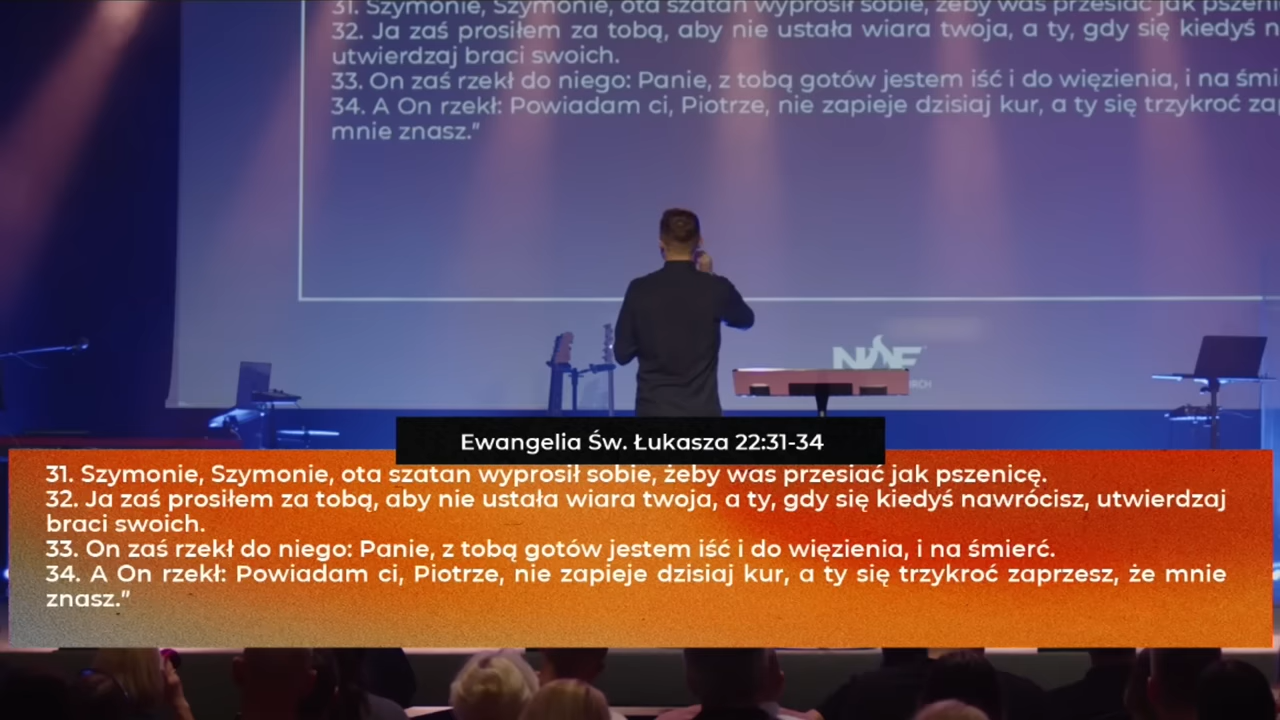 31. Szymonie, Szymonie, ota szatan wyprosił sobie, żeby was przesiać jak
32. Ja zaś prosiłem za tobą, aby nie ustała wiara twoja, a ty, gdy się kiedyś
utwierdzaj braci swoich.
33. On zaś rzekł do niego: Panie, z tobą gotów jestem iść i do więzienia, i na
34. A On rzekł: Powiadam ci, Piotrze, nie zapieje dzisiaj kur, a ty się trzykroć
mnie znasz.”
Ewangelia Św. Łukasza 22:31-34
31. Szymonie, Szymonie, ota szatan wyprosił sobie, żeby was przesiać jak pszenicę.
32. Ja zaś prosiłem za tobą, aby nie ustała wiara twoja, a ty, gdy się kiedyś nawrócisz, utwierdzaj
braci swoich.
33. On zaś rzekł do niego: Panie, z tobą gotów jestem iść i do więzienia, i na śmierć.
34. A On rzekł: Powiadam ci, Piotrze, nie zapieje dzisiaj kur, a ty się trzykroć zaprzesz, że mnie
znasz.”